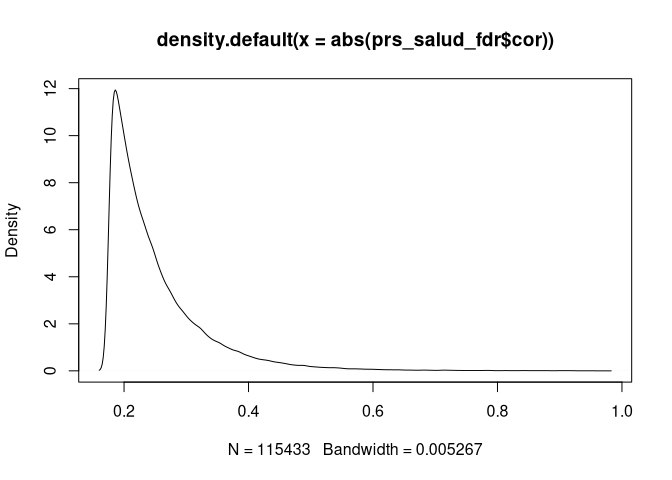 density.default(x = abs(prs_salud_fdr$cor))
Density
12
10
8
6
4
2
0
0.2 0.4 0.6 0.8 1.0
N = 115433 Bandwidth = 0.005267